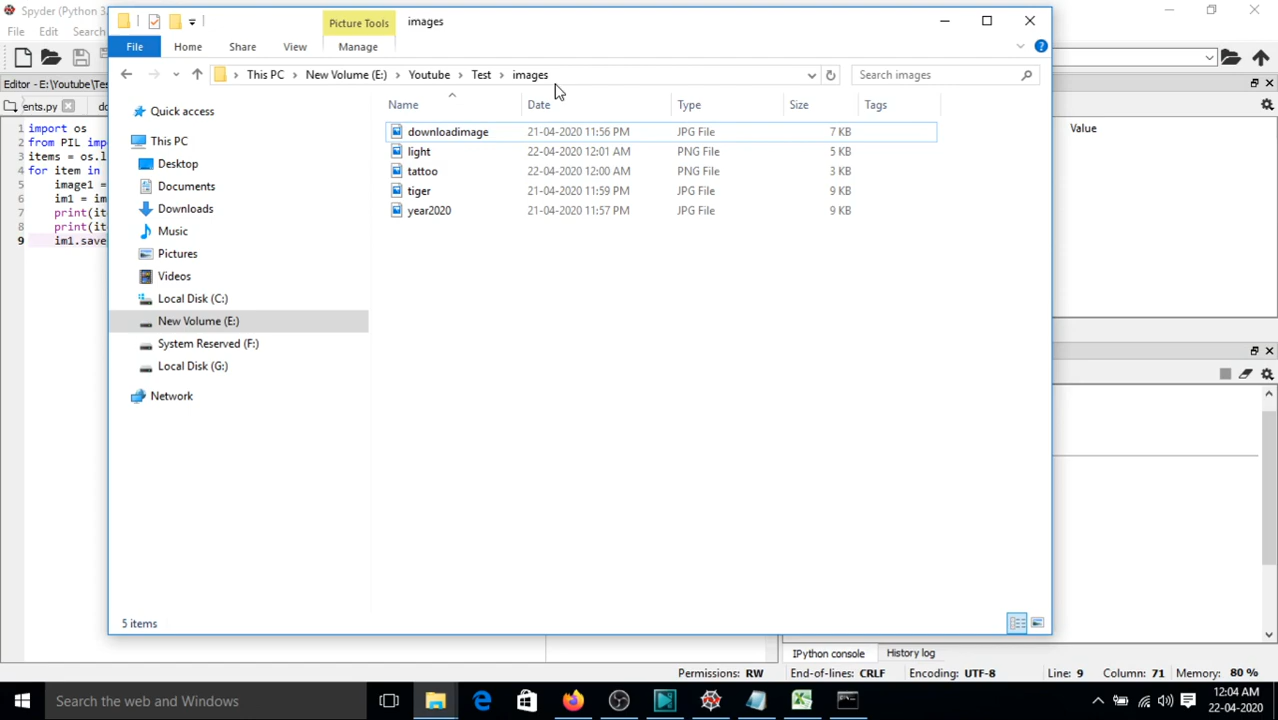 Spyder (Python 3.
Picture Tools
images
File Edit Search
File
Home
Share
View
Manage
Editor - E:\Youtube\Te
This PC
New Volume (E:)
Youtube
Test
images
Search images
ents.py
Name
Date
Type
Size
Tags
Value
Quick access
This PC
Desktop
Documents
Downloads
Music
Pictures
Videos
Local Disk (C:)
New Volume (E:)
System Reserved (F:)
Local Disk (G:)
Network
downloadimage 21-04-2020 11:56 PM JPG File 7 KB
light 22-04-2020 12:01 AM PNG File 5 KB
tattoo 22-04-2020 12:00 AM PNG File 3 KB
tiger 21-04-2020 11:59 PM JPG File 9 KB
year2020 21-04-2020 11:57 PM JPG File 9 KB
1 import os
2 from PIL imp
3 items = os.l
4 for item in
5 image1 =
6 im1 = im
7 print(it
8 print(it
9 im1.save
5 items
IPython console
History log
Permissions: RW
End-of-lines: CRLF
Encoding: UTF-8
Line: 9
Column: 71
Memory: 80 %
Search the web and Windows
12:04 AM
22-04-2020